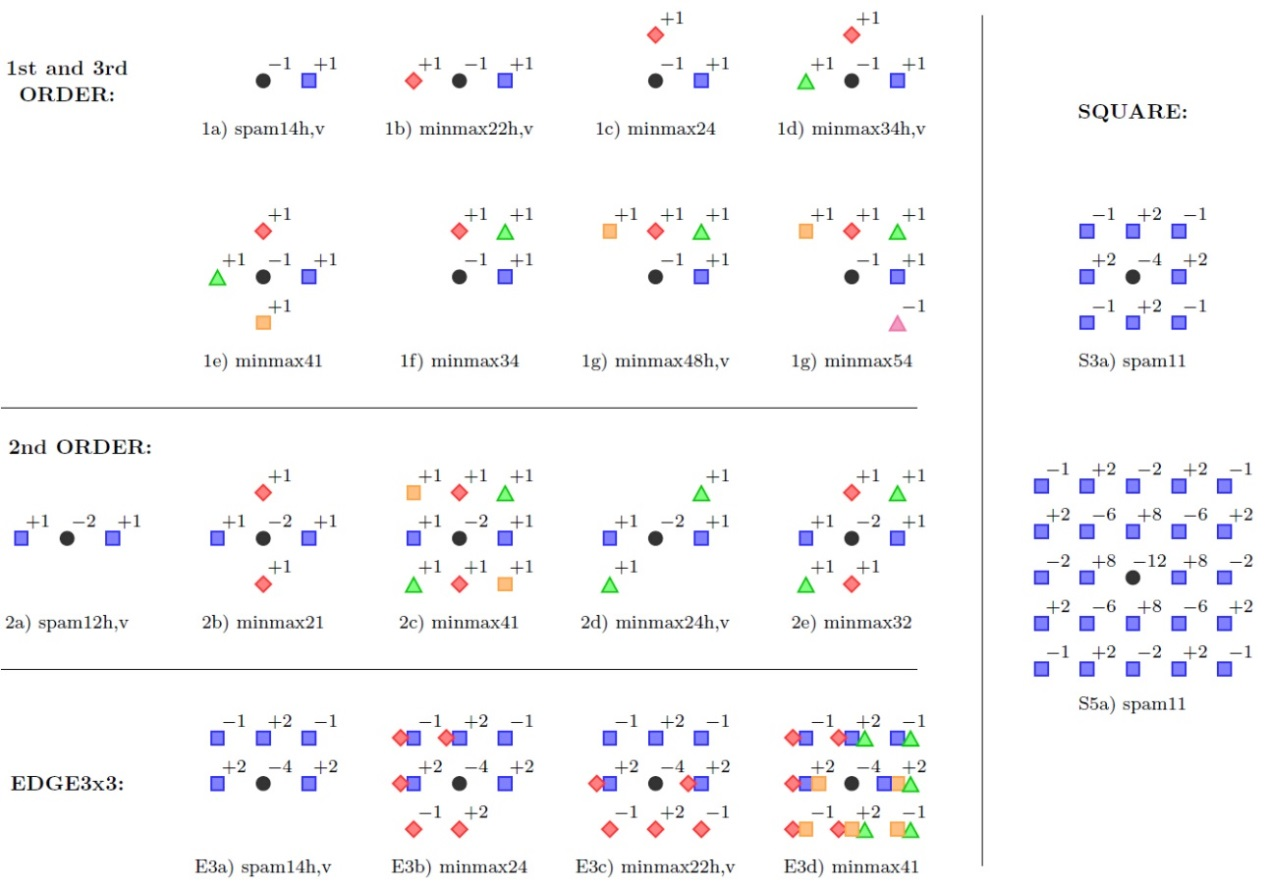 1st and 3rd
ORDER:
+1
+1
−1 +1
+1 −1 +1
−1 +1
+1 −1 +1
1a) spam14h,v
1b) minmax22h,v
1c) minmax24
1d) minmax34h,v
+1
+1 +1
+1 +1 +1
+1 +1 +1
+1 −1 +1
−1 +1
−1 +1
−1 +1
+1
−1
1e) minmax41
1f) minmax34
1g) minmax48h,v
1g) minmax54
2nd ORDER:
+1
+1 +1 +1
+1
+1 +1
+1 −2 +1
+1 −2 +1
+1 −2 +1
+1 −2 +1
+1 −2 +1
+1
+1 +1 +1
+1
+1 +1
2a) spam12h,v
2b) minmax21
2c) minmax41
2d) minmax24h,v
2e) minmax32
EDGE3x3:
−1 +2 −1
−1 +2 −1
−1 +2 −1
−1 +2 −1
+2 −4 +2
+2 −4 +2
+2 −4 +2
+2 −4 +2
−1 +2
−1 +2 −1
−1 +2 −1
E3a) spam14h,v
E3b) minmax24
E3c) minmax22h,v
E3d) minmax41
SQUARE:
−1 +2 −1
+2 −4 +2
−1 +2 −1
S3a) spam11
−1 +2 −2 +2 −1
+2 −6 +8 −6 +2
−2 +8 −12 +8 −2
+2 −6 +8 −6 +2
−1 +2 −2 +2 −1
S5a) spam11